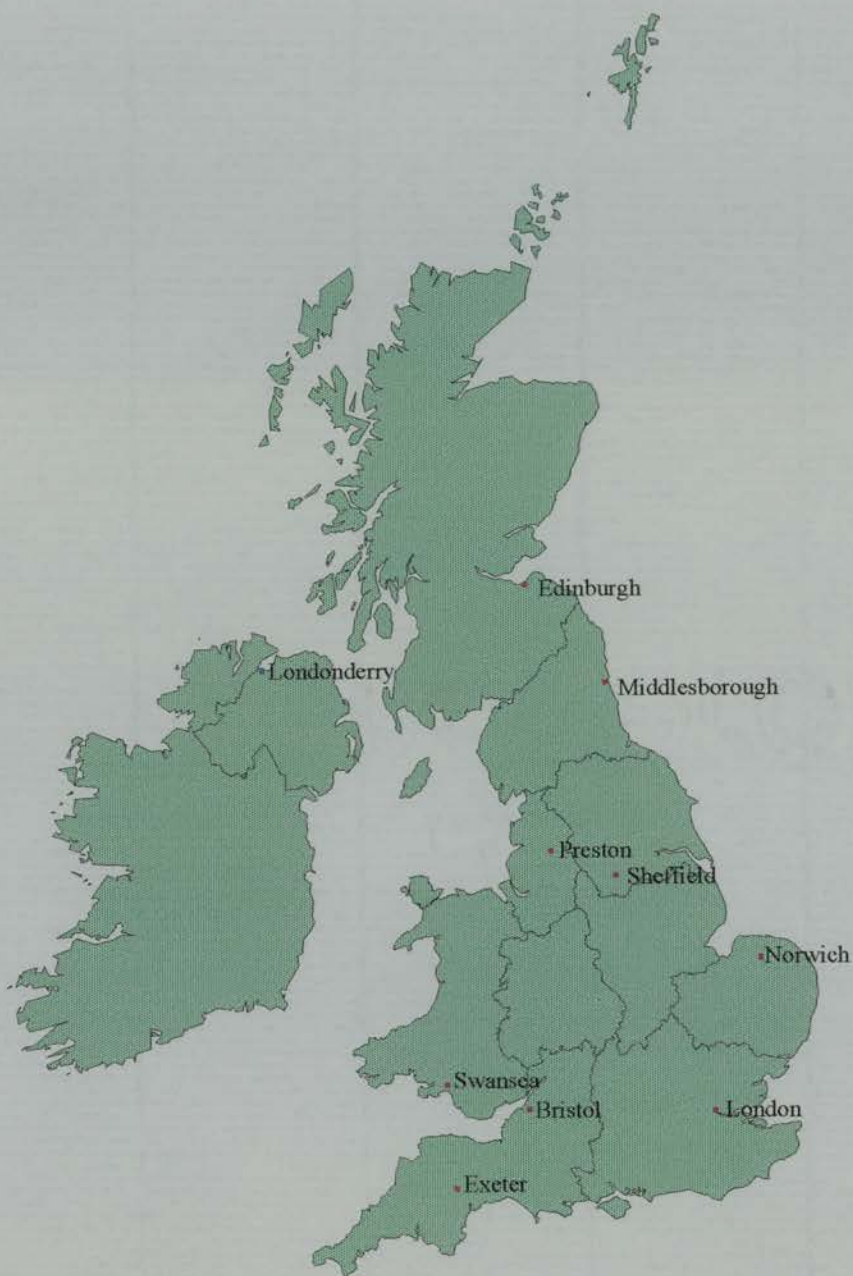 Edinburgh
Londonderry
Middlesborough
Preston
Sheffield
Norwich
Swansea
Bristol
London
Exeter